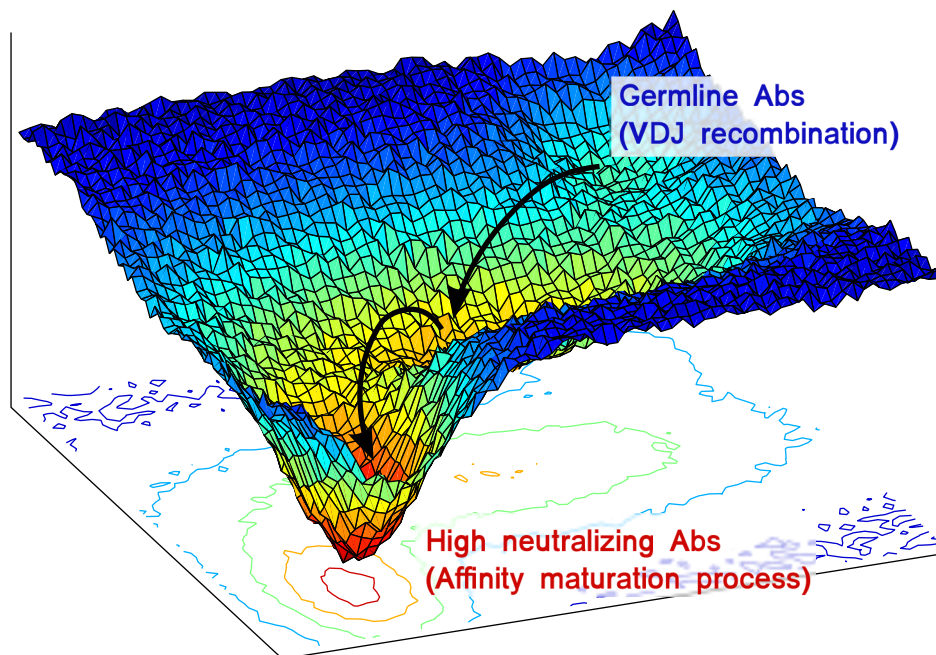 Germline Abs
(VDJ recombination)
High neutralizing Abs
(Affinity maturation process)